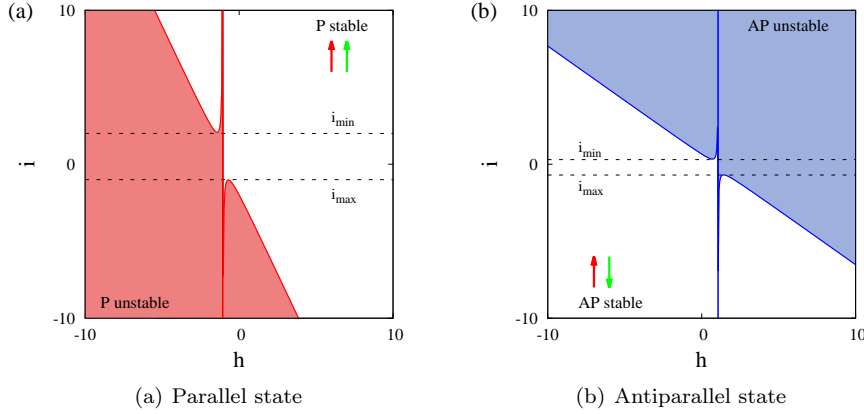 (a)
10
P stable
i_min
i
0
i_max
P unstable
-10
-10
0
10
h
(a) Parallel state
(b)
10
AP unstable
i_min
i
0
i_max
AP stable
-10
-10
0
10
h
(b) Antiparallel state